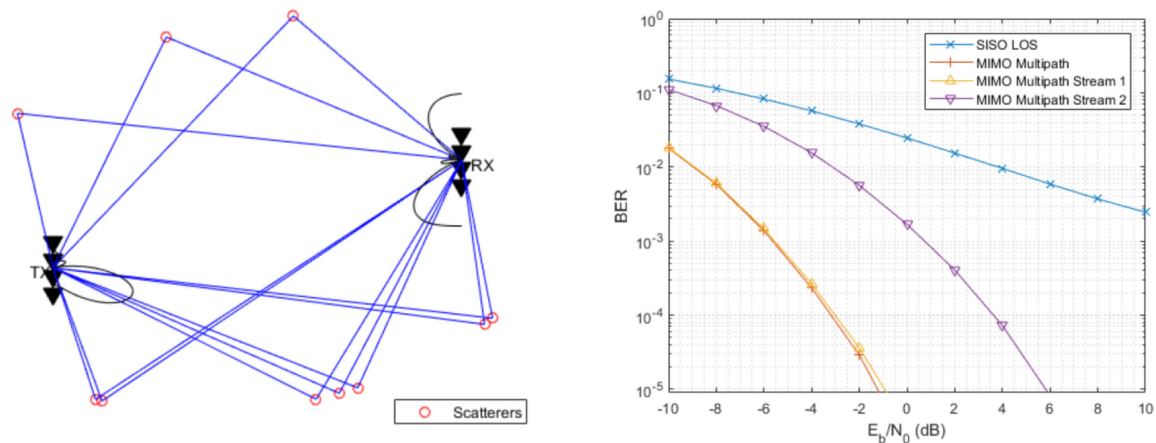 TX
RX
Scatterers
10^0
10^-1
10^-2
10^-3
10^-4
10^-5
BER
-10 -8 -6 -4 -2 0 2 4 6 8 10
E_b/N_0 (dB)
SISO LOS
MIMO Multipath
MIMO Multipath Stream 1
MIMO Multipath Stream 2